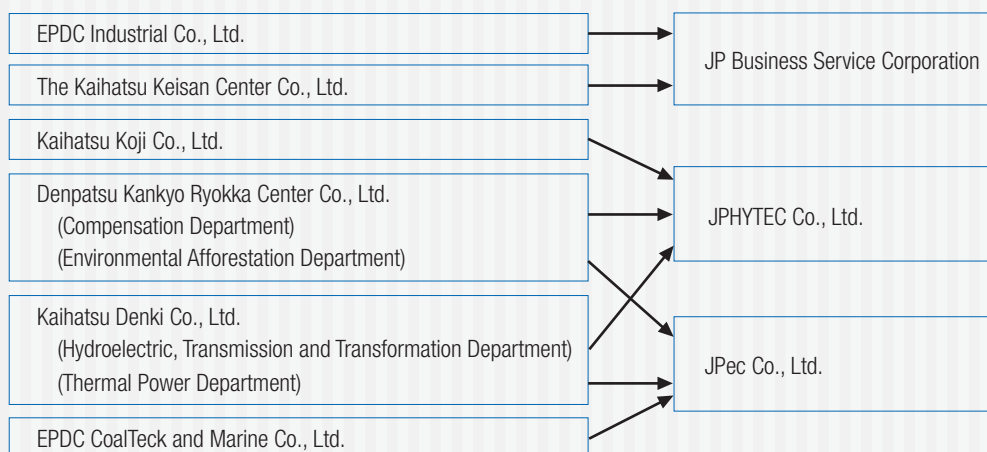 EPDC Industrial Co., Ltd.
The Kaihatsu Keisan Center Co., Ltd.
JP Business Service Corporation
Kaihatsu Koji Co., Ltd.
Denpatsu Kankyo Ryokka Center Co., Ltd.
(Compensation Department)
(Environmental Afforestation Department)
JPHYTEC Co., Ltd.
Kaihatsu Denki Co., Ltd.
(Hydroelectric, Transmission and Transformation Department)
(Thermal Power Department)
JPec Co., Ltd.
EPDC CoalTeck and Marine Co., Ltd.